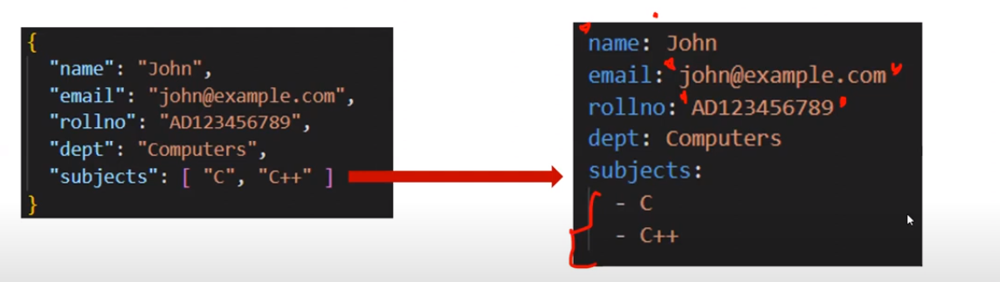 {
"name": "John",
"email": "john@example.com",
"rollno": "AD123456789",
"dept": "Computers",
"subjects": [ "C", "C++" ]
}
name: John
email: john@example.com
rollno: AD123456789
dept: Computers
subjects:
- C
- C++